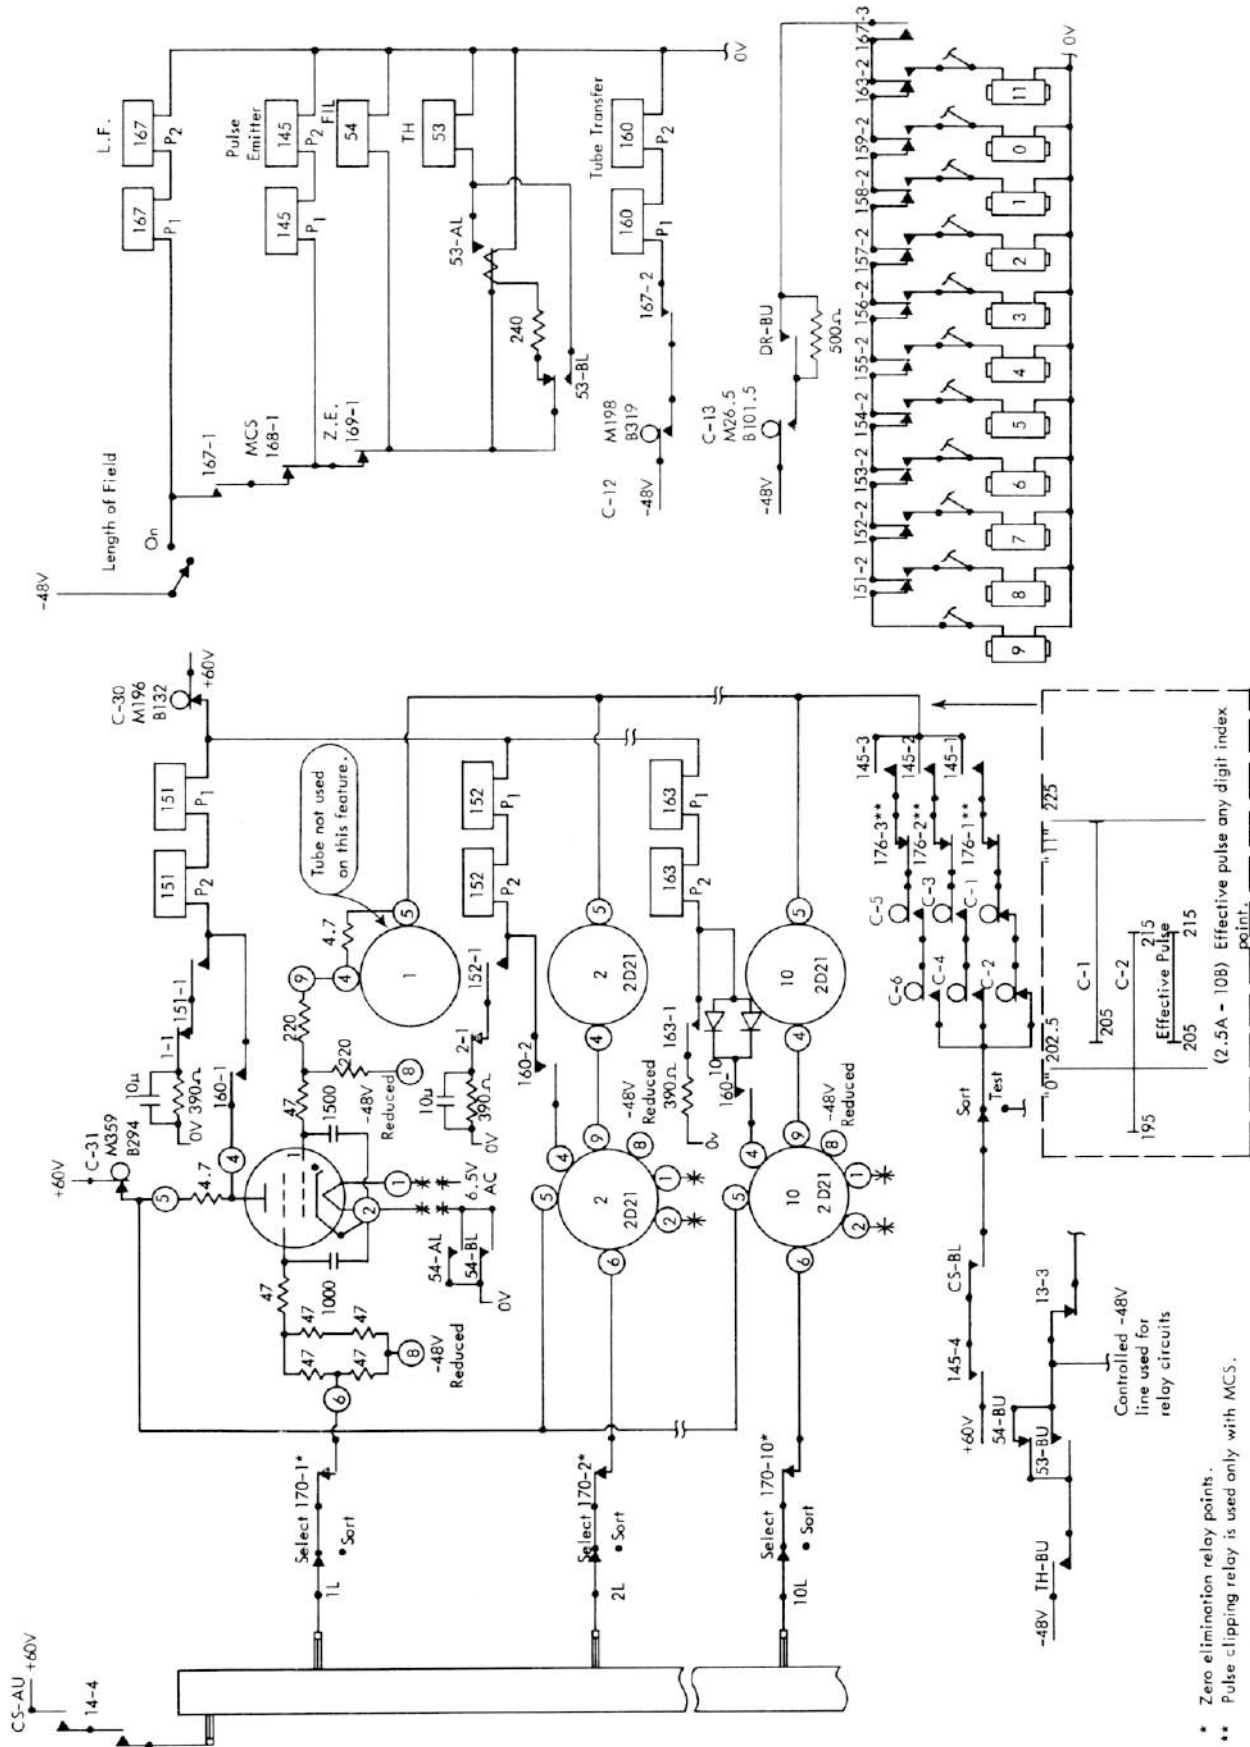 CS-AU
+60V
14-4
Select 170-1*
Sort
1L
Select 170-2*
Sort
2L
Select 170-10*
Sort
10L
+60V
C-31
M359
B294
5
4.7
4
160-1
0V 390Ω
10μ
1-1
151-1
151
P2
151
P1
C-30
M196
B132
+60V
47
47
47
47
47
6
8
-48V
Reduced
1000
1500
1
47
220
220
9
8
-48V
Reduced
1
2
6.5V
AC
54-AL
54-BL
0V
4
4.7
5
1
Tube not used
on this feature.
10μ
390Ω
0V
2-1
152-1
152
P2
152
P1
160-2
5
4
9
8
-48V
Reduced
2
2D21
6
2
1
4
2
2D21
5
390Ω
0v
163-1
163
P2
163
P1
160-10
5
4
9
8
-48V
Reduced
10
2D21
6
2
1
4
10
2D21
5
+60V
145-4
CS-BL
Sort
Test
C-6
C-4
C-2
C-5
C-3
C-1
176-3**
176-2**
176-1**
145-3
145-2
145-1
"0" 202.5
"11" 225
C-1
205
C-2
195
215
Effective Pulse
205
215
(2.5A - 10B) Effective pulse any digit index
point.
-48V
TH-BU
53-BU
54-BU
13-3
Controlled -48V
line used for
relay circuits
-48V
Length of Field
On
167-1
MCS
168-1
Z.E.
169-1
L.F.
167
P1
167
P2
Pulse
Emitter
145
P1
145
P2
FIL
54
TH
53
53-AL
240
53-BL
Tube Transfer
160
P1
160
P2
167-2
C-12
M198
B319
-48V
0V
C-13
M26.5
B101.5
-48V
DR-BU
500Ω
151-2
152-2
153-2
154-2
155-2
156-2
157-2
158-2
159-2
163-2
167-3
9
8
7
6
5
4
3
2
1
0
11
0V
* Zero elimination relay points.
** Pulse clipping relay is used only with MCS.